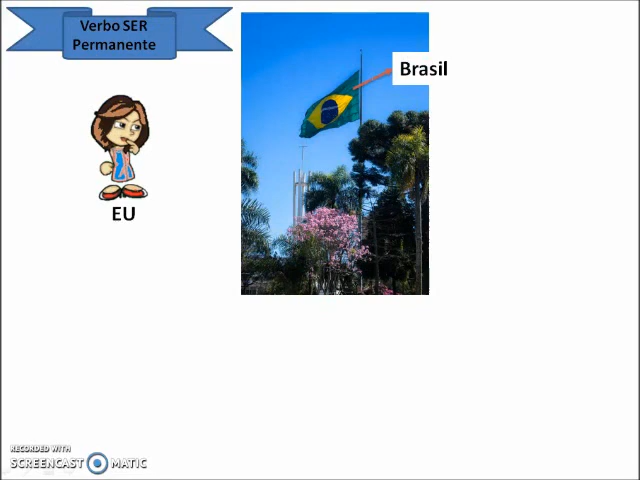 Verbo SER
Permanente
Brasil
EU
RECORDED WITH
SCREENCAST MATIC